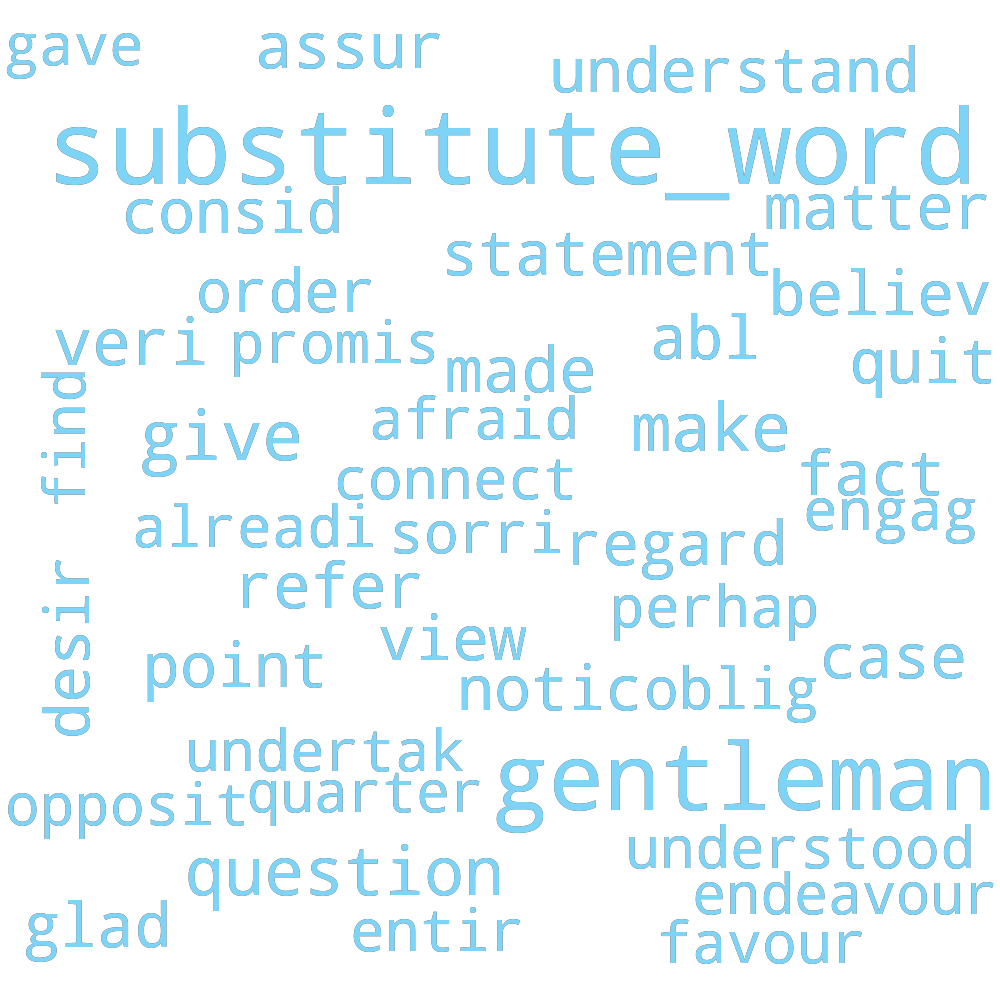 gave
assur
understand
substitute_word
consid
matter
statement
order
believ
veri
promis
abl
made
quit
find
afraid
give
make
connect
fact
engag
alreadi
sorri
regard
refer
perhap
desir
view
point
case
notic
oblig
undertak
quarter
opposit
gentleman
question
understood
endeavour
glad
entir
favour